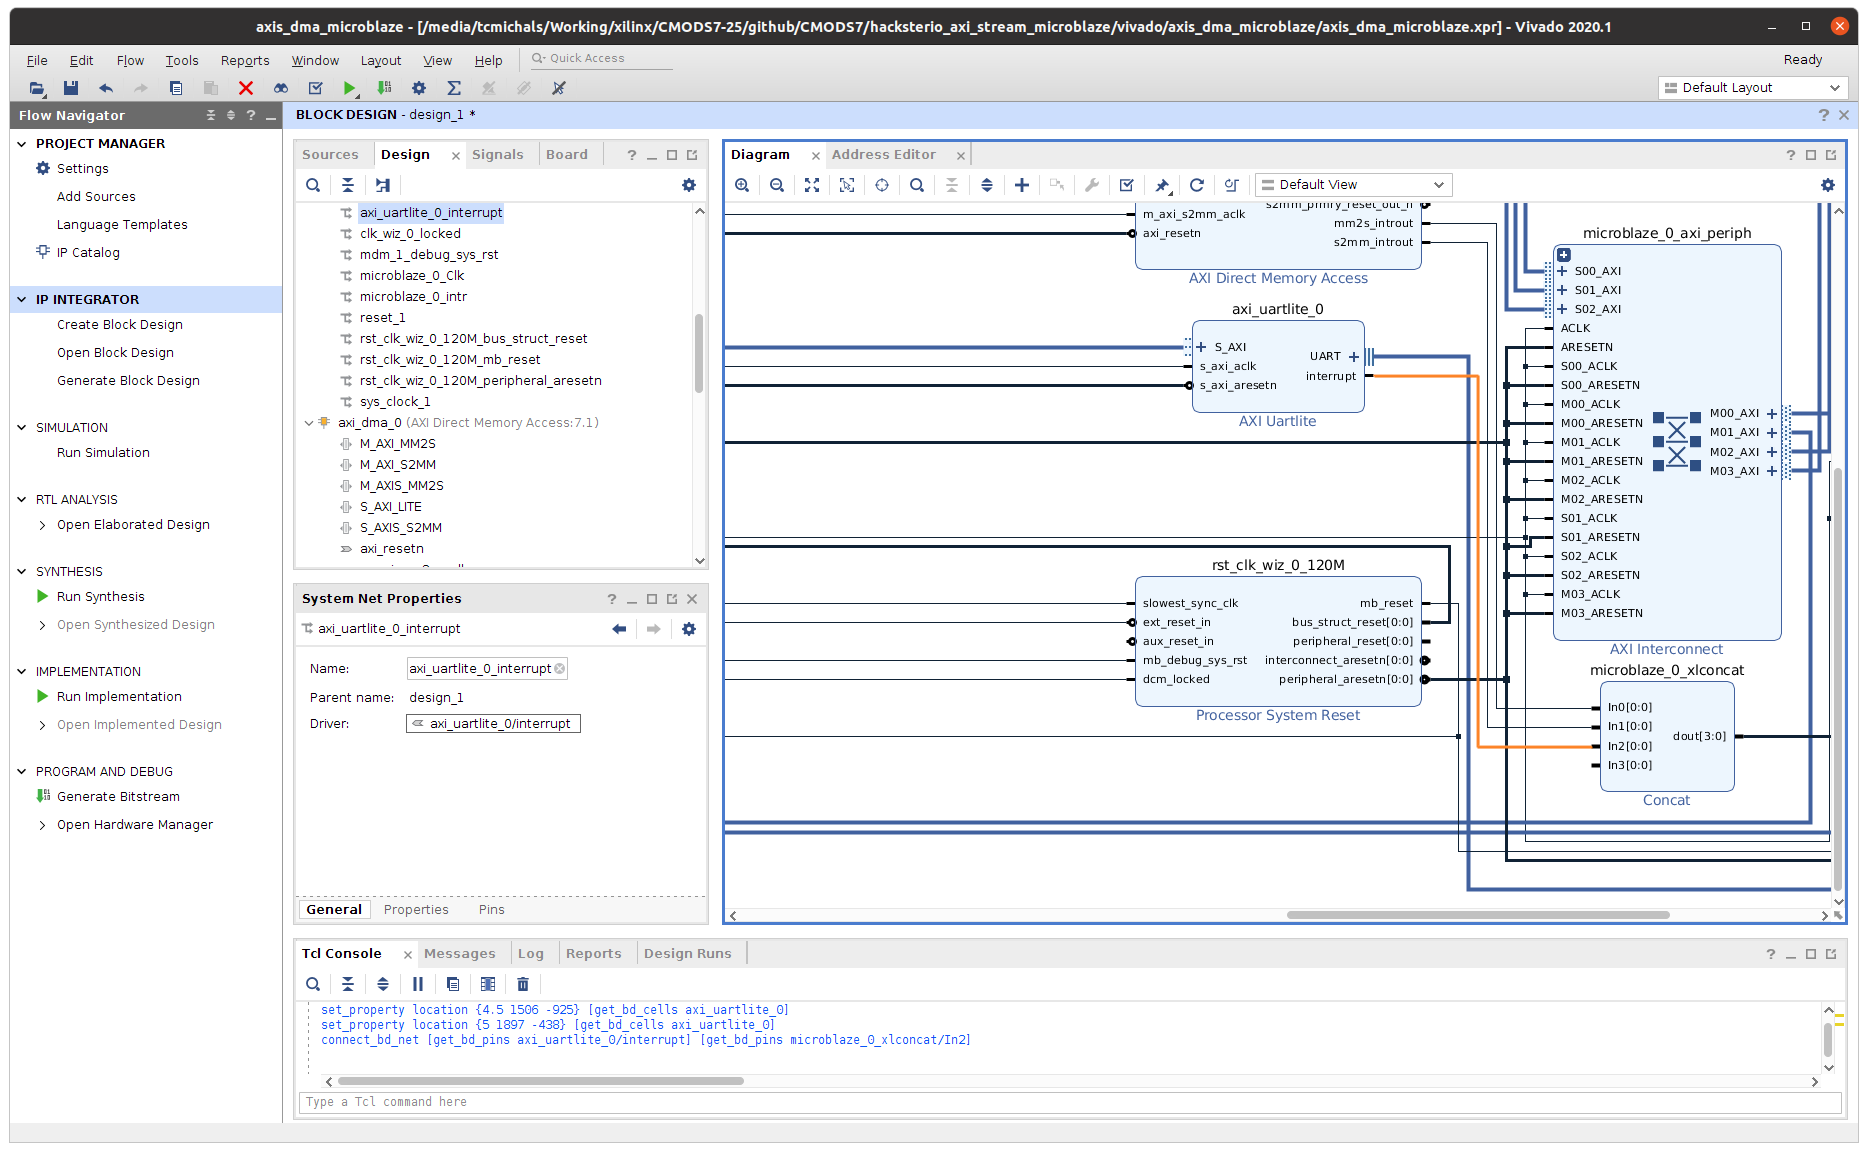 axis_dma_microblaze - [/media/tcmichals/Working/xilinx/CMODS7-25/github/CMODS7/hacksterio_axi_stream_microblaze/vivado/axis_dma_microblaze/axis_dma_microblaze.xpr] - Vivado 2020.1
File Edit Flow Tools Reports Window Layout View Help Quick Access
Ready
Default Layout
Flow Navigator
PROJECT MANAGER
Settings
Add Sources
Language Templates
IP Catalog
IP INTEGRATOR
Create Block Design
Open Block Design
Generate Block Design
SIMULATION
Run Simulation
RTL ANALYSIS
Open Elaborated Design
SYNTHESIS
Run Synthesis
Open Synthesized Design
IMPLEMENTATION
Run Implementation
Open Implemented Design
PROGRAM AND DEBUG
Generate Bitstream
Open Hardware Manager
BLOCK DESIGN - design_1 *
Sources Design Signals Board
axi_uartlite_0_interrupt
clk_wiz_0_locked
mdm_1_debug_sys_rst
microblaze_0_Clk
microblaze_0_intr
reset_1
rst_clk_wiz_0_120M_bus_struct_reset
rst_clk_wiz_0_120M_mb_reset
rst_clk_wiz_0_120M_peripheral_aresetn
sys_clock_1
axi_dma_0 (AXI Direct Memory Access:7.1)
M_AXI_MM2S
M_AXI_S2MM
M_AXIS_MM2S
S_AXI_LITE
S_AXIS_S2MM
axi_resetn
System Net Properties
axi_uartlite_0_interrupt
Name: axi_uartlite_0_interrupt
Parent name: design_1
Driver: axi_uartlite_0/interrupt
General Properties Pins
Diagram Address Editor
Default View
s2mm_prmry_reset_out_n
m_axi_s2mm_aclk
mm2s_introut
axi_resetn
s2mm_introut
AXI Direct Memory Access
axi_uartlite_0
S_AXI
UART
s_axi_aclk
interrupt
s_axi_aresetn
AXI Uartlite
rst_clk_wiz_0_120M
slowest_sync_clk mb_reset
ext_reset_in bus_struct_reset[0:0]
aux_reset_in peripheral_reset[0:0]
mb_debug_sys_rst interconnect_aresetn[0:0]
dcm_locked peripheral_aresetn[0:0]
Processor System Reset
microblaze_0_axi_periph
S00_AXI
S01_AXI
S02_AXI
ACLK
ARESETN
S00_ACLK
S00_ARESETN
M00_ACLK
M00_ARESETN
M01_ACLK
M01_ARESETN
M02_ACLK
M02_ARESETN
S01_ACLK
S01_ARESETN
S02_ACLK
S02_ARESETN
M03_ACLK
M03_ARESETN
M00_AXI
M01_AXI
M02_AXI
M03_AXI
AXI Interconnect
microblaze_0_xlconcat
In0[0:0]
In1[0:0]
In2[0:0]
In3[0:0]
dout[3:0]
Concat
Tcl Console Messages Log Reports Design Runs
set_property location {4.5 1506 -925} [get_bd_cells axi_uartlite_0]
set_property location {5 1897 -438} [get_bd_cells axi_uartlite_0]
connect_bd_net [get_bd_pins axi_uartlite_0/interrupt] [get_bd_pins microblaze_0_xlconcat/In2]
Type a Tcl command here